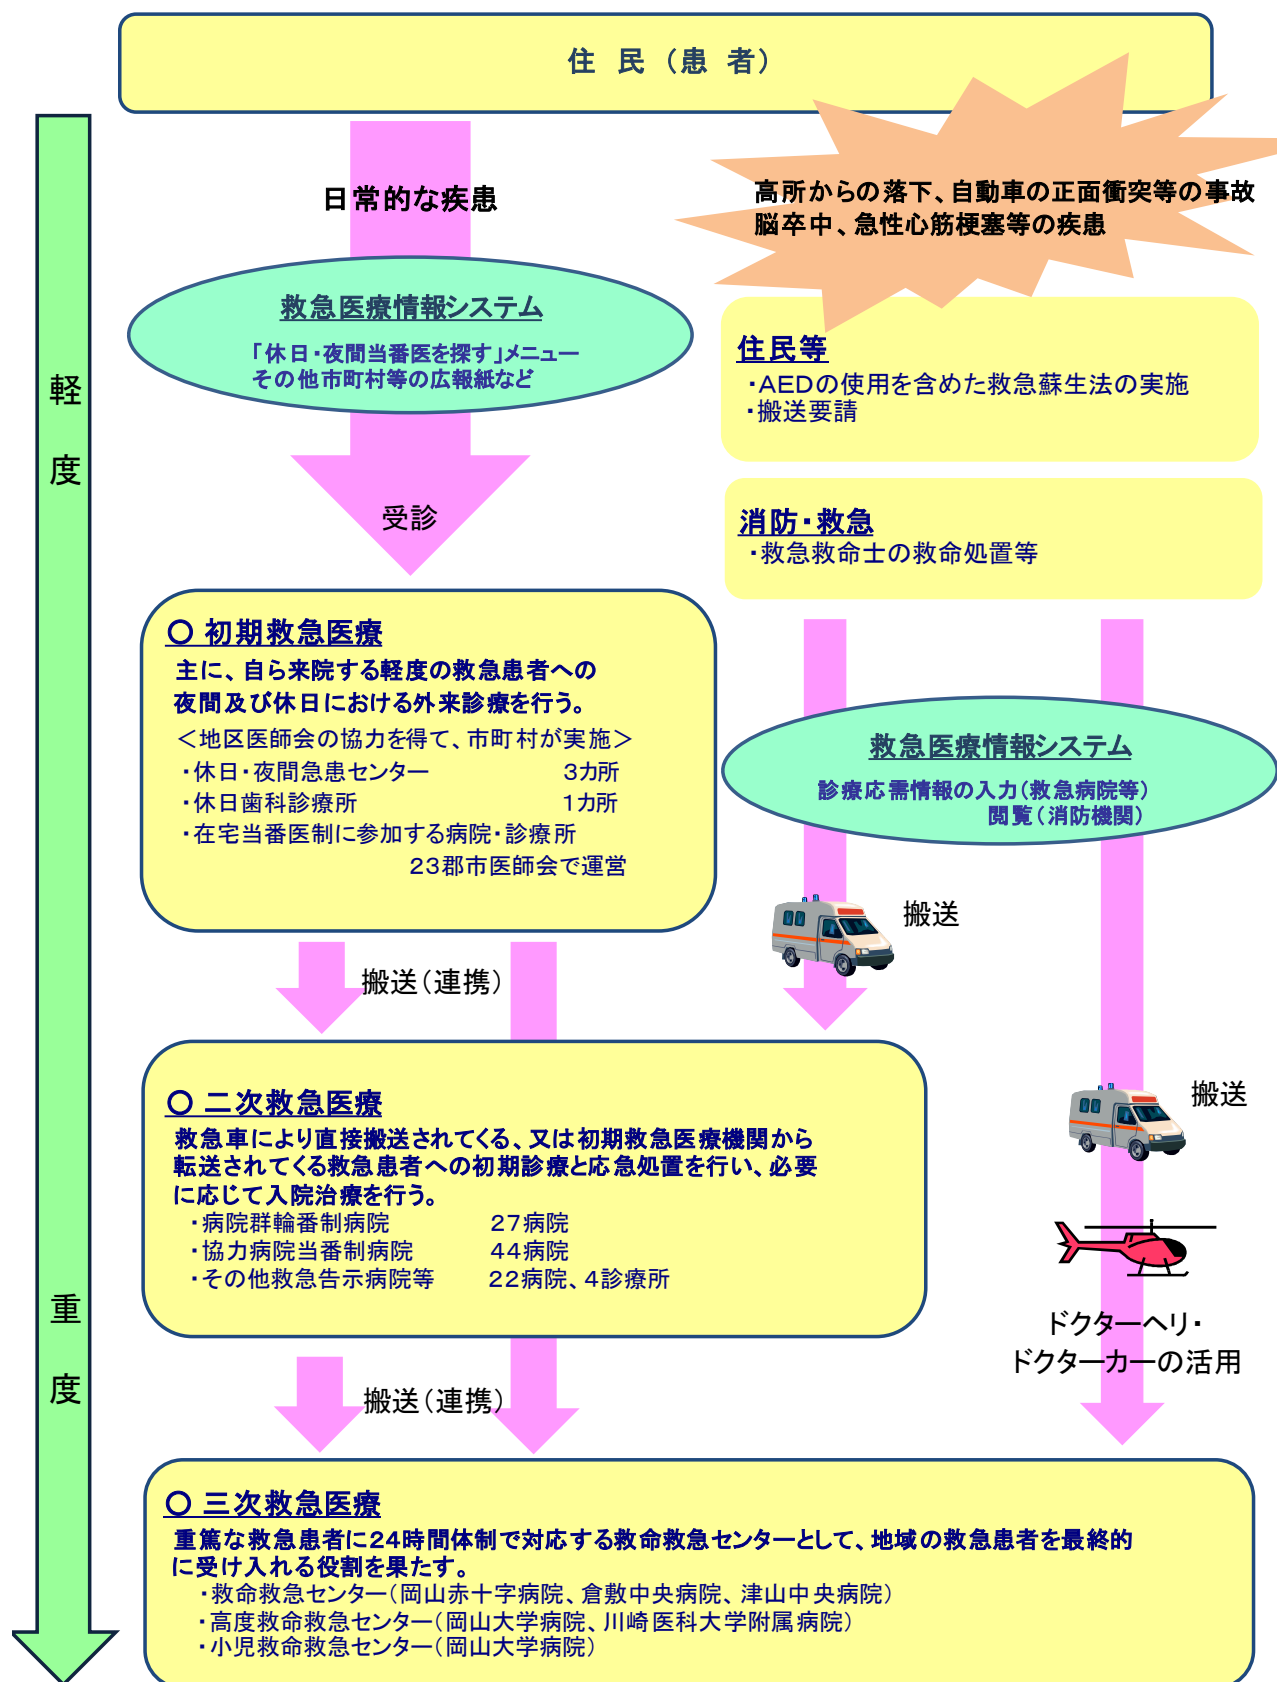 住 民（患 者）
日常的な疾患
高所からの落下、自動車の正面衝突等の事故
脳卒中、急性心筋梗塞等の疾患
救急医療情報システム
「休日・夜間当番医を探す」メニュー
その他市町村等の広報紙など
住民等
・AEDの使用を含めた救急蘇生法の実施
・搬送要請
軽度
受診
消防・救急
・救急救命士の救命処置等
○ 初期救急医療
主に、自ら来院する軽度の救急患者への
夜間及び休日における外来診療を行う。
＜地区医師会の協力を得て、市町村が実施＞
・休日・夜間急患センター 3カ所
・休日歯科診療所 1カ所
・在宅当番医制に参加する病院・診療所
23郡市医師会で運営
救急医療情報システム
診療応需情報の入力（救急病院等）
閲覧（消防機関）
搬送
搬送（連携）
○ 二次救急医療
救急車により直接搬送されてくる、又は初期救急医療機関から
転送されてくる救急患者への初期診療と応急処置を行い、必要
に応じて入院治療を行う。
・病院群輪番制病院 27病院
・協力病院当番制病院 44病院
・その他救急告示病院等 22病院、4診療所
搬送
重度
ドクターヘリ・
ドクターカーの活用
搬送（連携）
○ 三次救急医療
重篤な救急患者に24時間体制で対応する救命救急センターとして、地域の救急患者を最終的
に受け入れる役割を果たす。
・救命救急センター（岡山赤十字病院、倉敷中央病院、津山中央病院）
・高度救命救急センター（岡山大学病院、川崎医科大学附属病院）
・小児救命救急センター（岡山大学病院）